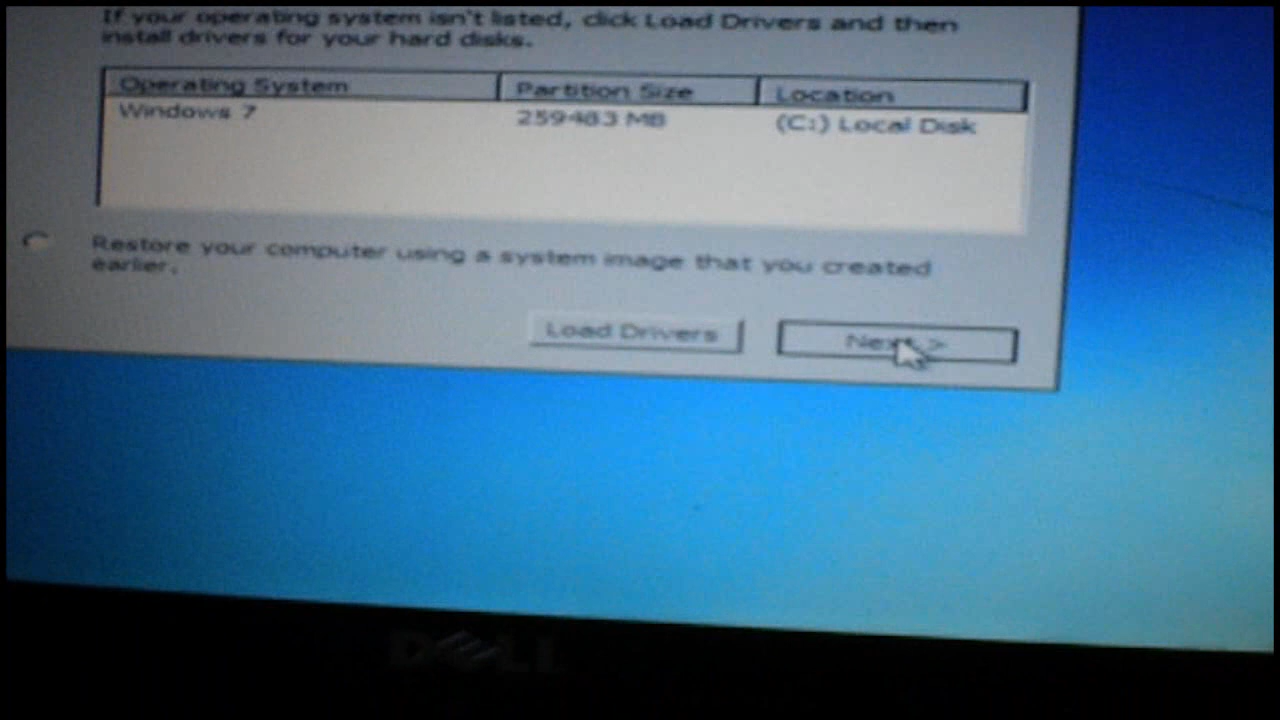 If your operating system isn't listed, click Load Drivers and then
install drivers for your hard disks.
Operating System Partition Size Location
Windows 7 259483 MB (C:) Local Disk
Restore your computer using a system image that you created
earlier.
Load Drivers Next >
DELL